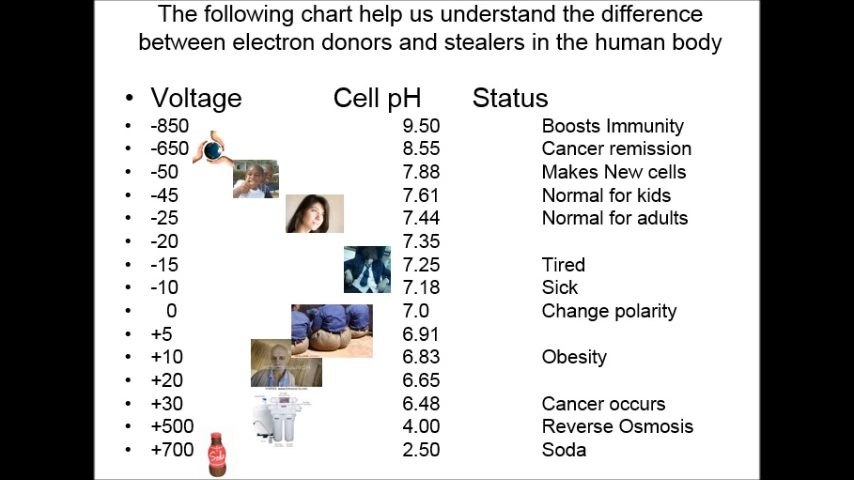 The following chart help us understand the difference
between electron donors and stealers in the human body
• Voltage Cell pH Status
• -850 9.50 Boosts Immunity
• -650 8.55 Cancer remission
• -50 7.88 Makes New cells
• -45 7.61 Normal for kids
• -25 7.44 Normal for adults
• -20 7.35
• -15 7.25 Tired
• -10 7.18 Sick
• 0 7.0 Change polarity
• +5 6.91
• +10 6.83 Obesity
• +20 6.65
• +30 6.48 Cancer occurs
• +500 4.00 Reverse Osmosis
• +700 2.50 Soda
Soda